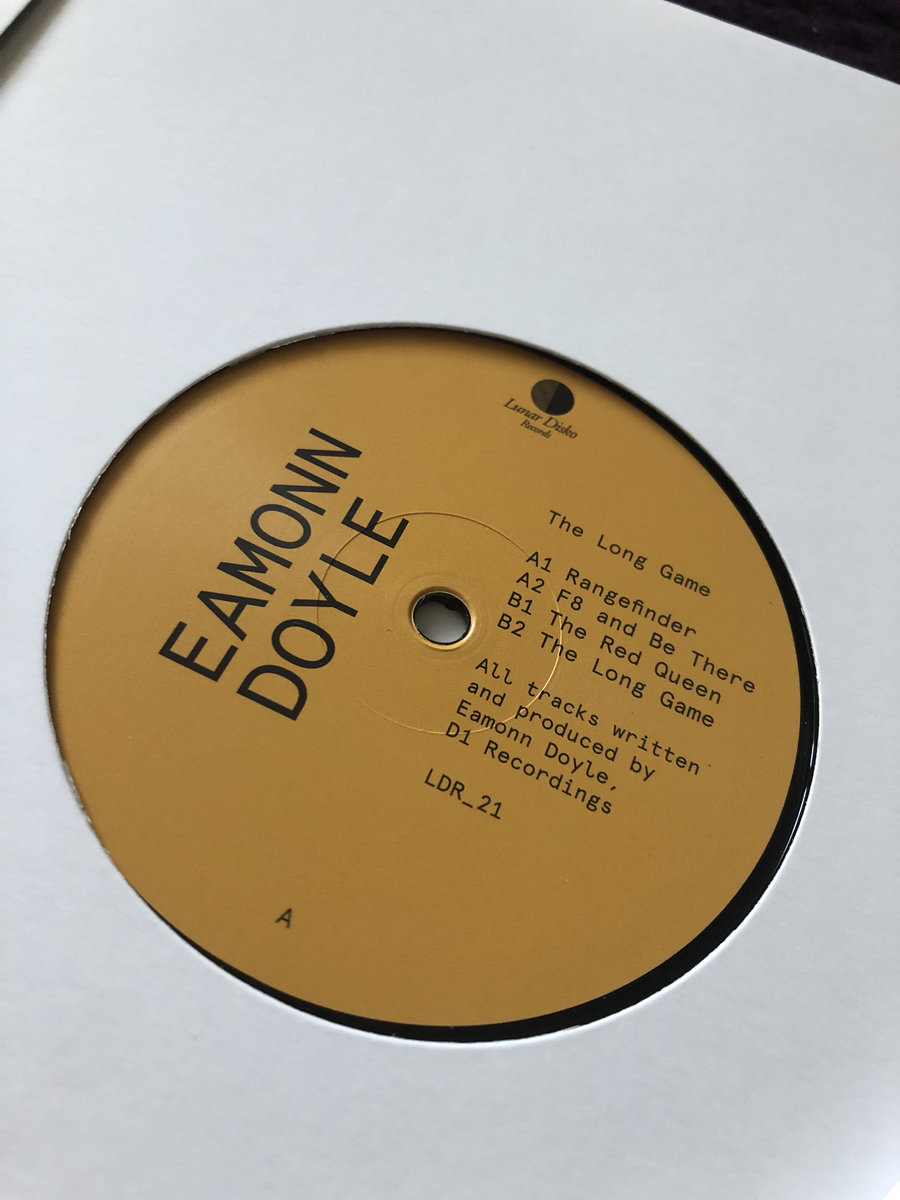 EAMONN
DOYLE
Lunar Disko
Records
The Long Game
A1 Rangefinder
A2 F8 and Be There
B1 The Red Queen
B2 The Long Game
All tracks written
and produced by
Eamonn Doyle,
D1 Recordings
LDR_21
A